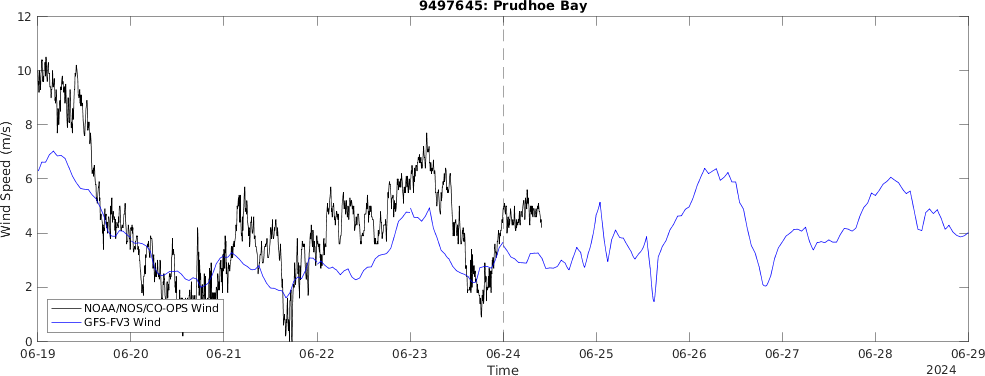 9497645: Prudhoe Bay
Wind Speed (m/s)
12
10
8
6
4
2
0
NOAA/NOS/CO-OPS Wind
GFS-FV3 Wind
06-19 06-20 06-21 06-22 06-23 06-24 06-25 06-26 06-27 06-28 06-29
Time
2024